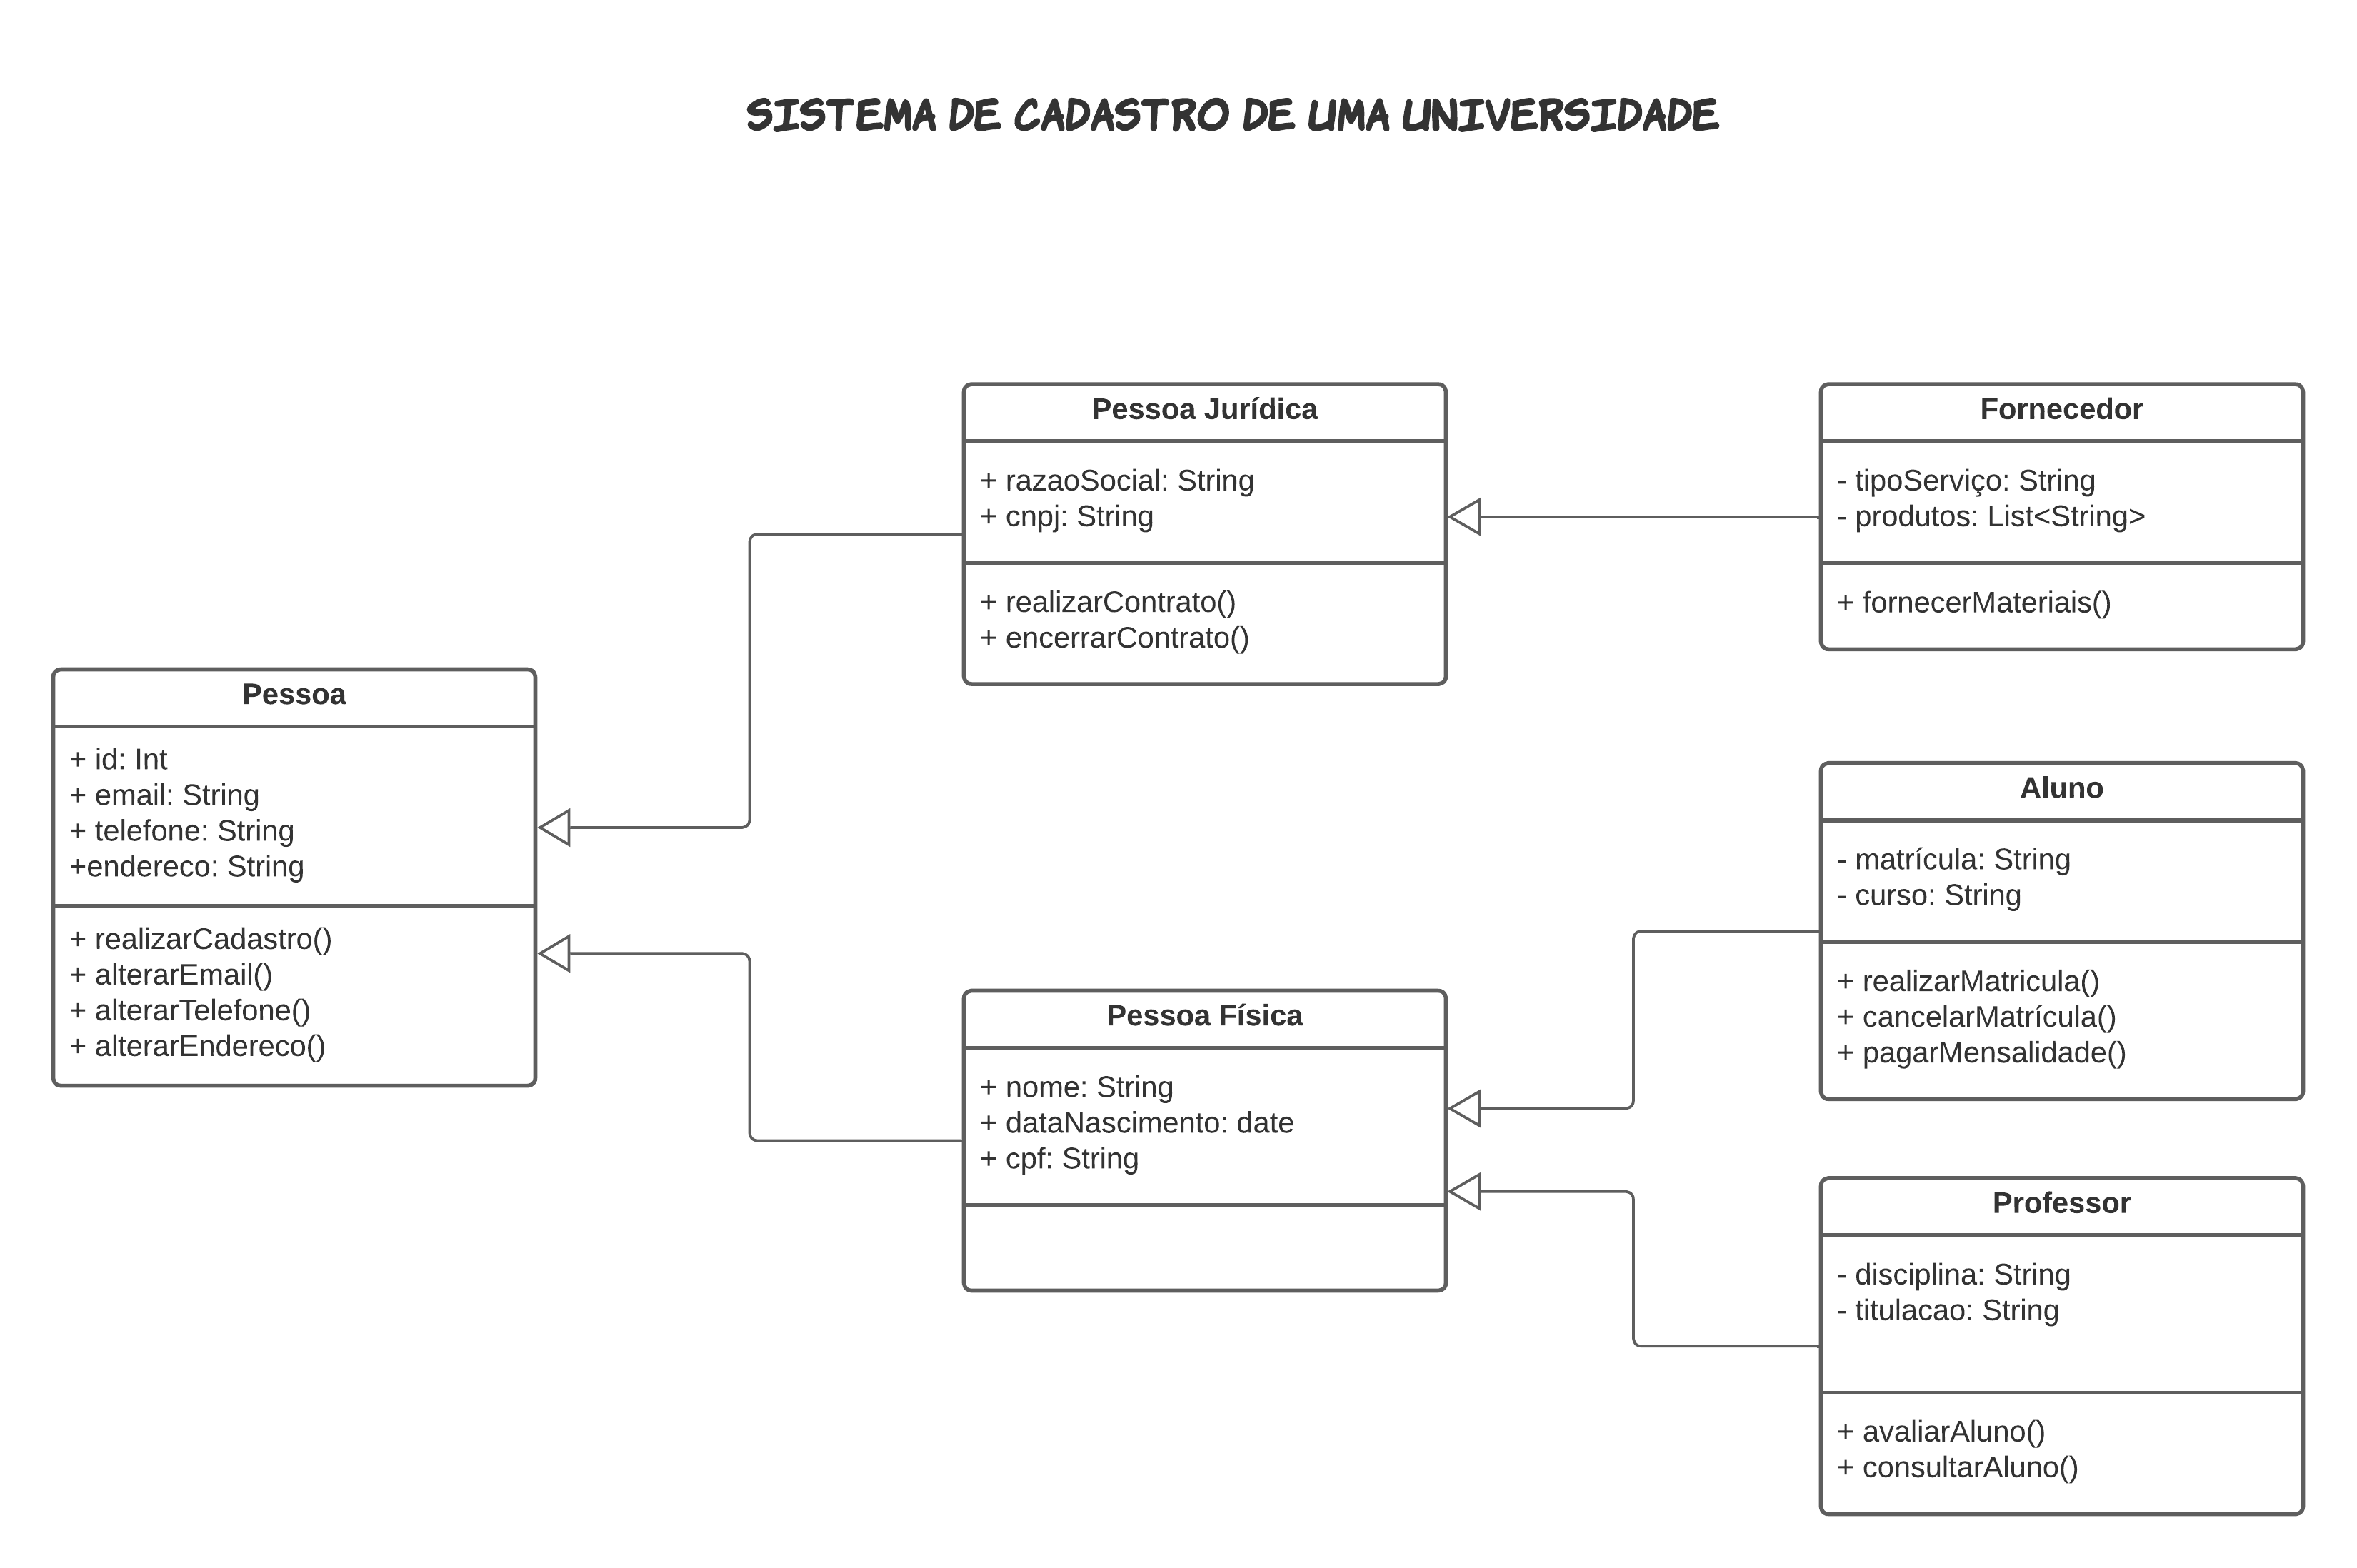 SISTEMA DE CADASTRO DE UMA UNIVERSIDADE
Pessoa
+ id: Int
+ email: String
+ telefone: String
+endereco: String
+ realizarCadastro()
+ alterarEmail()
+ alterarTelefone()
+ alterarEndereco()
Pessoa Jurídica
+ razaoSocial: String
+ cnpj: String
+ realizarContrato()
+ encerrarContrato()
Pessoa Física
+ nome: String
+ dataNascimento: date
+ cpf: String
Fornecedor
- tipoServiço: String
- produtos: List<String>
+ fornecerMateriais()
Aluno
- matrícula: String
- curso: String
+ realizarMatricula()
+ cancelarMatrícula()
+ pagarMensalidade()
Professor
- disciplina: String
- titulacao: String
+ avaliarAluno()
+ consultarAluno()